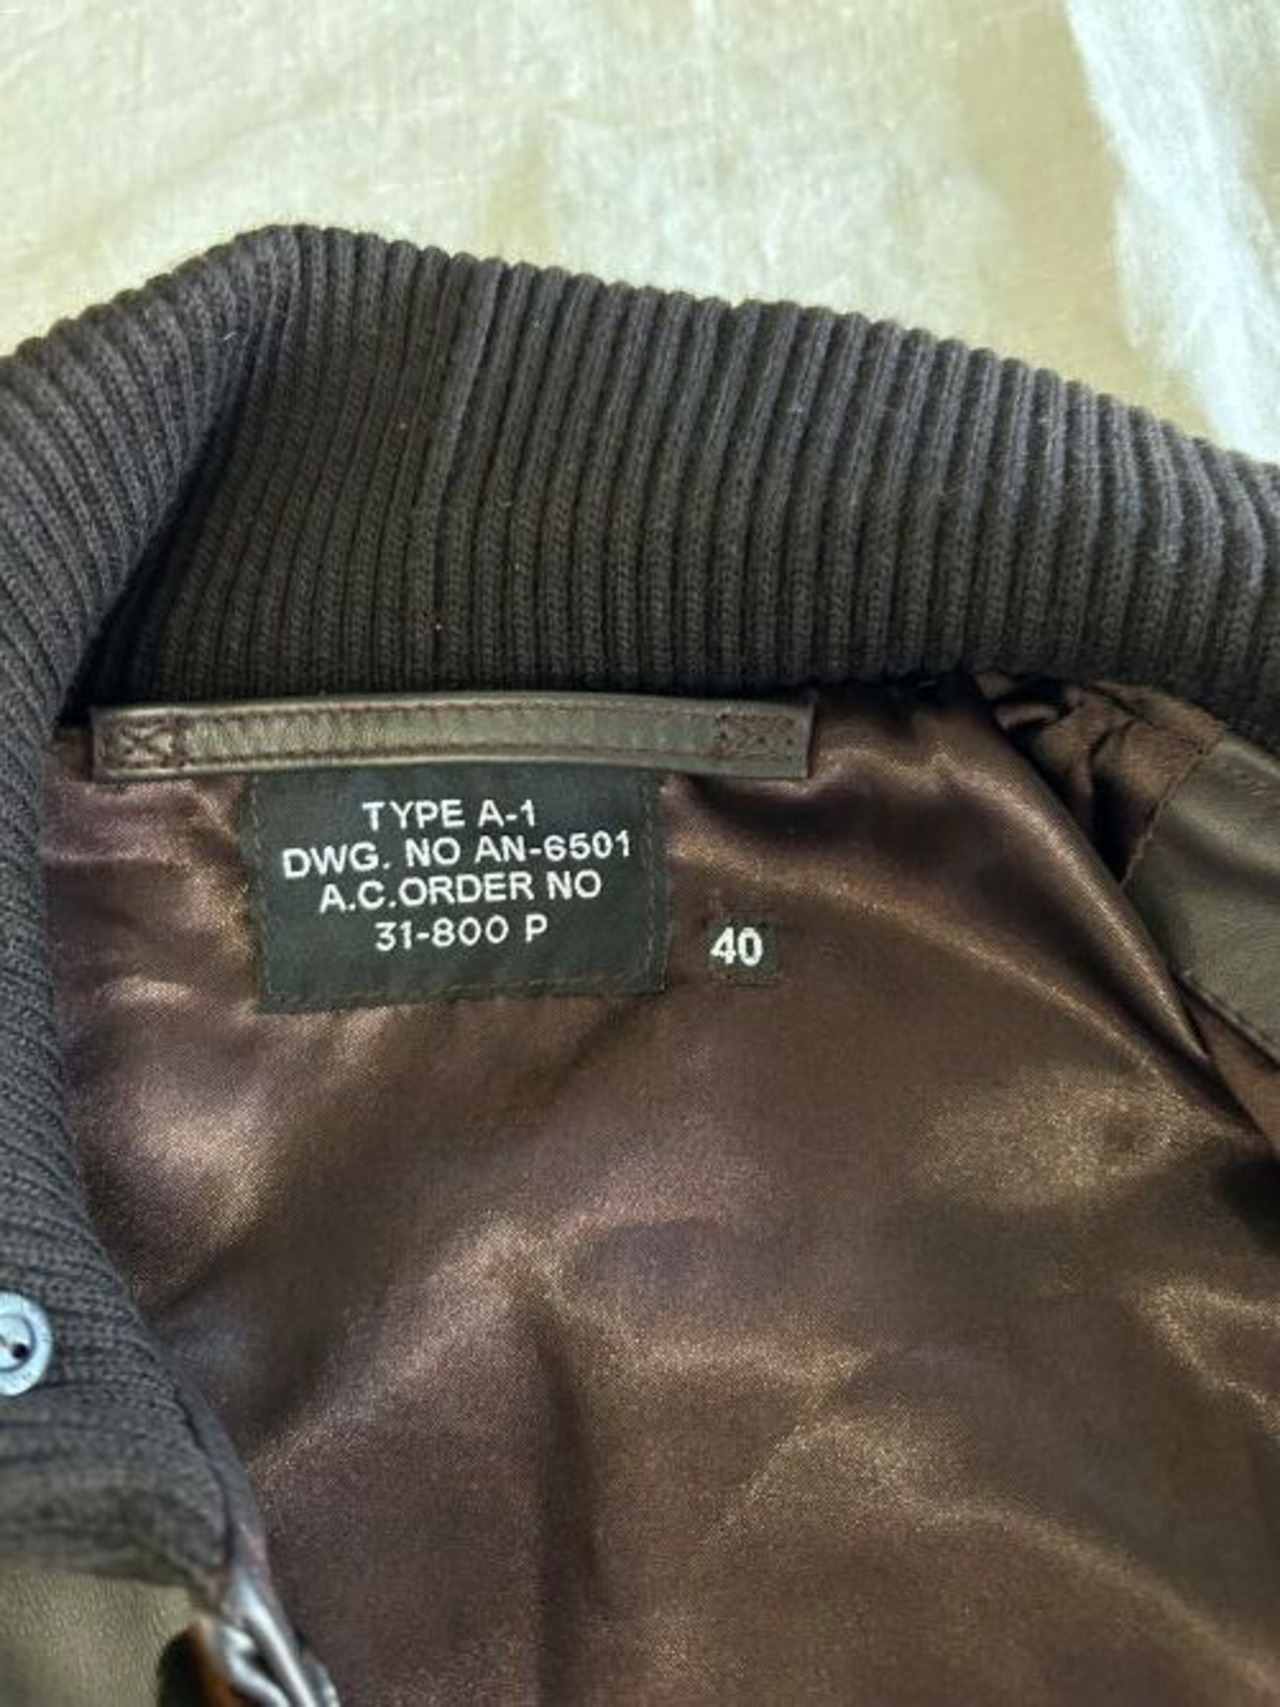 TYPE A-1
DWG. NO AN-6501
A.C.ORDER NO
31-800 P
40